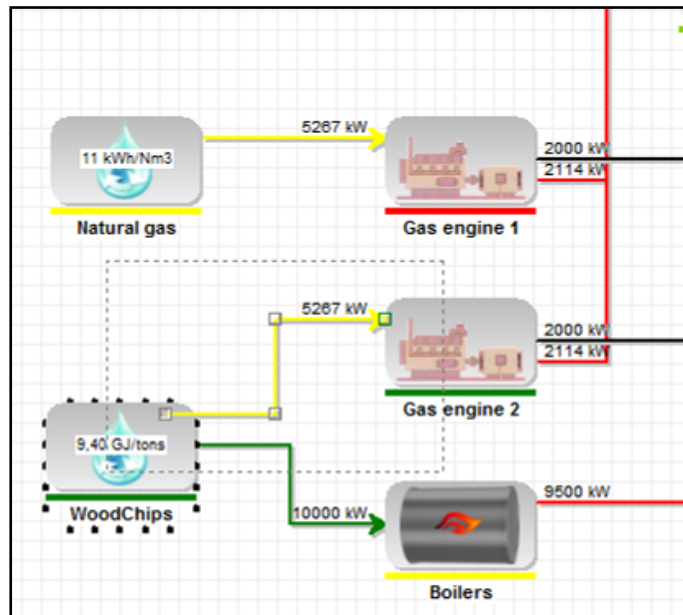 5267 kW
11 kWh/Nm3
2000 kW
2114 kW
Natural gas
Gas engine 1
5267 kW
2000 kW
2114 kW
Gas engine 2
9,40 GJ/tons
WoodChips
10000 kW
9500 kW
Boilers